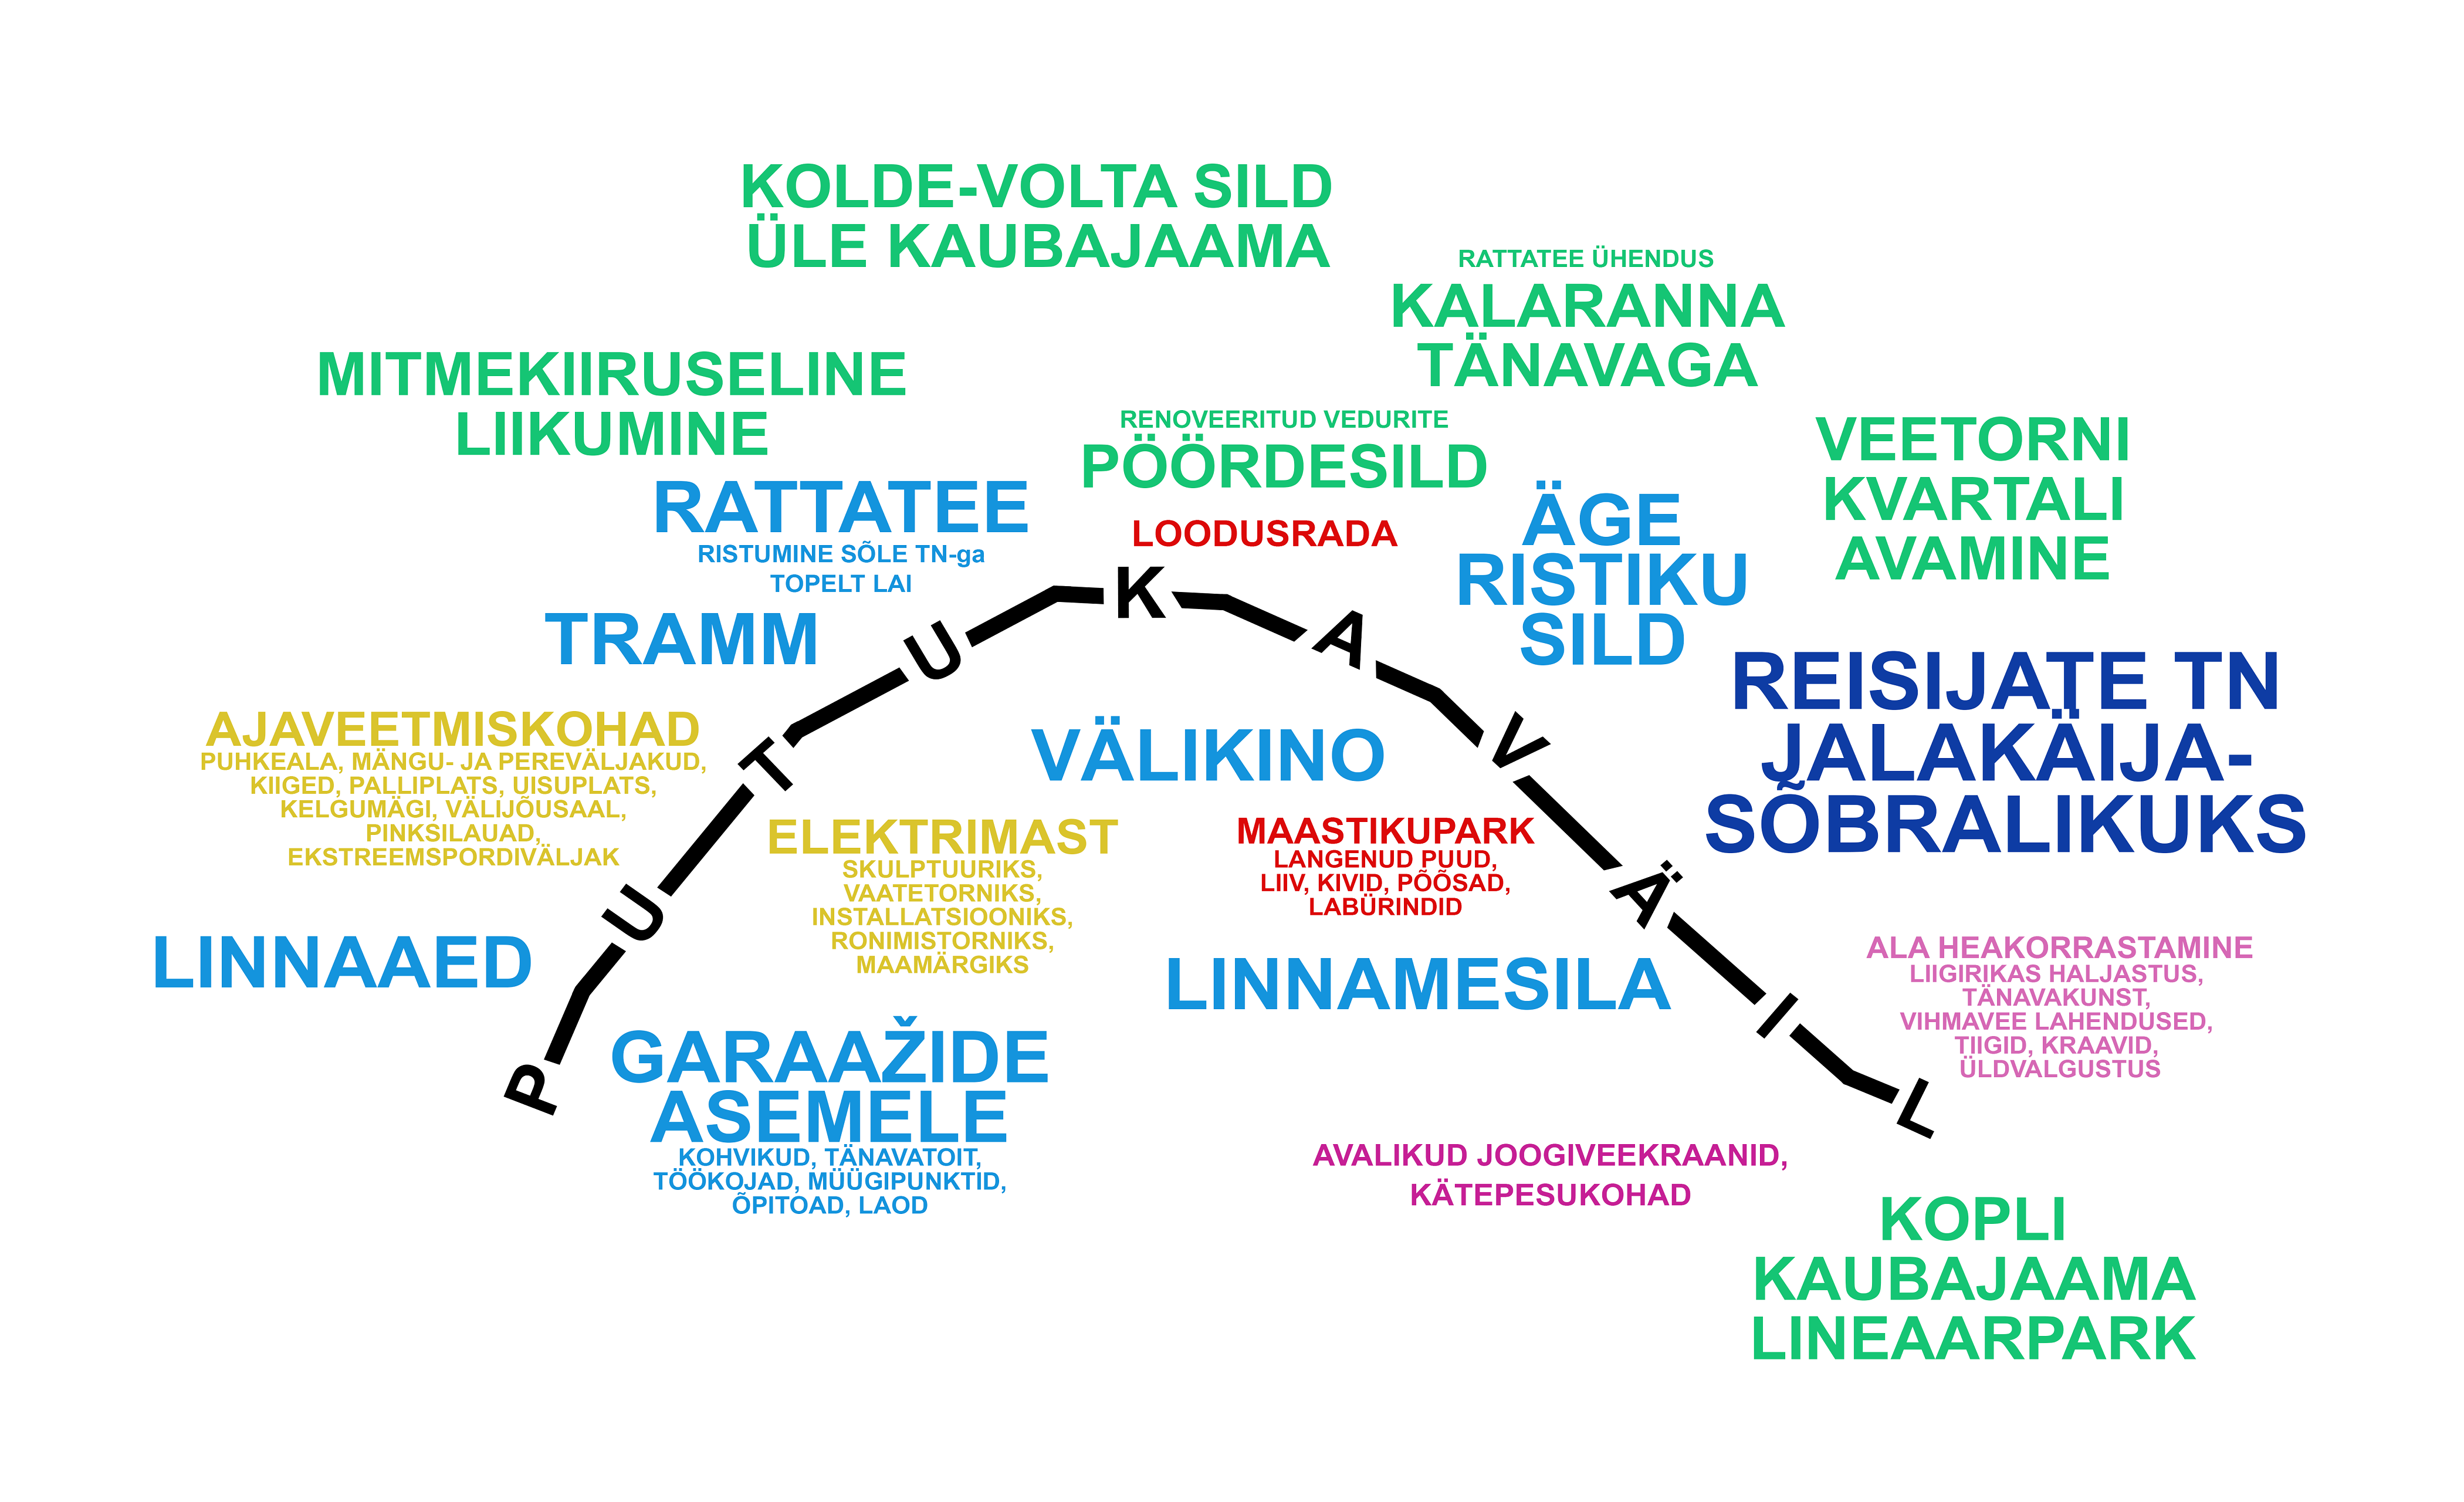 KOLDE-VOLTA SILD
ÜLE KAUBAJAAMA
RATTATEE ÜHENDUS
KALARANNA
TÄNAVAGA
MITMEKIIRUSELINE
LIIKUMINE
RENOVEERITUD VEDURITE
PÖÖRDESILD
VEETORNI
KVARTALI
AVAMINE
RATTATEE
RISTUMINE SÕLE TN-ga
TOPELT LAI
LOODUSRADA
ÄGE
RISTIKU
SILD
TRAMM
PUUTUKAVÄIL
REISIJATE TN
JALAKÄIJA-
SÕBRALIKUKS
AJAVEETMISKOHAD
PUHKEALA, MÄNGU- JA PEREVÄLJAKUD,
KIIGED, PALLIPLATS, UISUPLATS,
KELGUMÄGI, VÄLIJÕUSAAL,
PINKSILAUAD,
EKSTREEMSPORDIVÄLJAK
VÄLIKINO
ELEKTRIMAST
SKULPTUURIKS,
VAATETORNIKS,
INSTALLATSIOONIKS,
RONIMISTORNIKS,
MAAMÄRGIKS
MAASTIKUPARK
LANGENUD PUUD,
LIIV, KIVID, PÕÕSAD,
LABÜRINDID
LINNAAED
LINNAMESILA
ALA HEAKORRASTAMINE
LIIGIRIKAS HALJASTUS,
TÄNAVAKUNST,
VIHMAVEE LAHENDUSED,
TIIGID, KRAAVID,
ÜLDVALGUSTUS
GARAAŽIDE
ASEMELE
KOHVIKUD, TÄNAVATOIT,
TÖÖKOJAD, MÜÜGIPUNKTID,
ÕPITOAD, LAOD
AVALIKUD JOOGIVEEKRAANID,
KÄTEPESUKOHAD
KOPLI
KAUBAJAAMA
LINEAARPARK